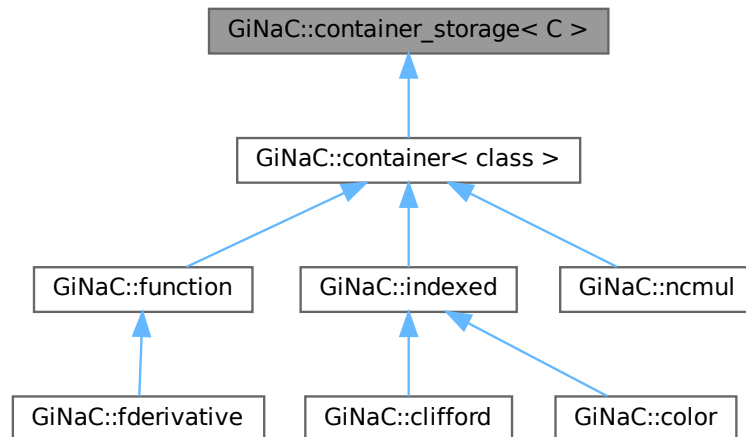 GiNaC::container_storage< C >
GiNaC::container< class >
GiNaC::function
GiNaC::indexed
GiNaC::ncmul
GiNaC::fderivative
GiNaC::clifford
GiNaC::color